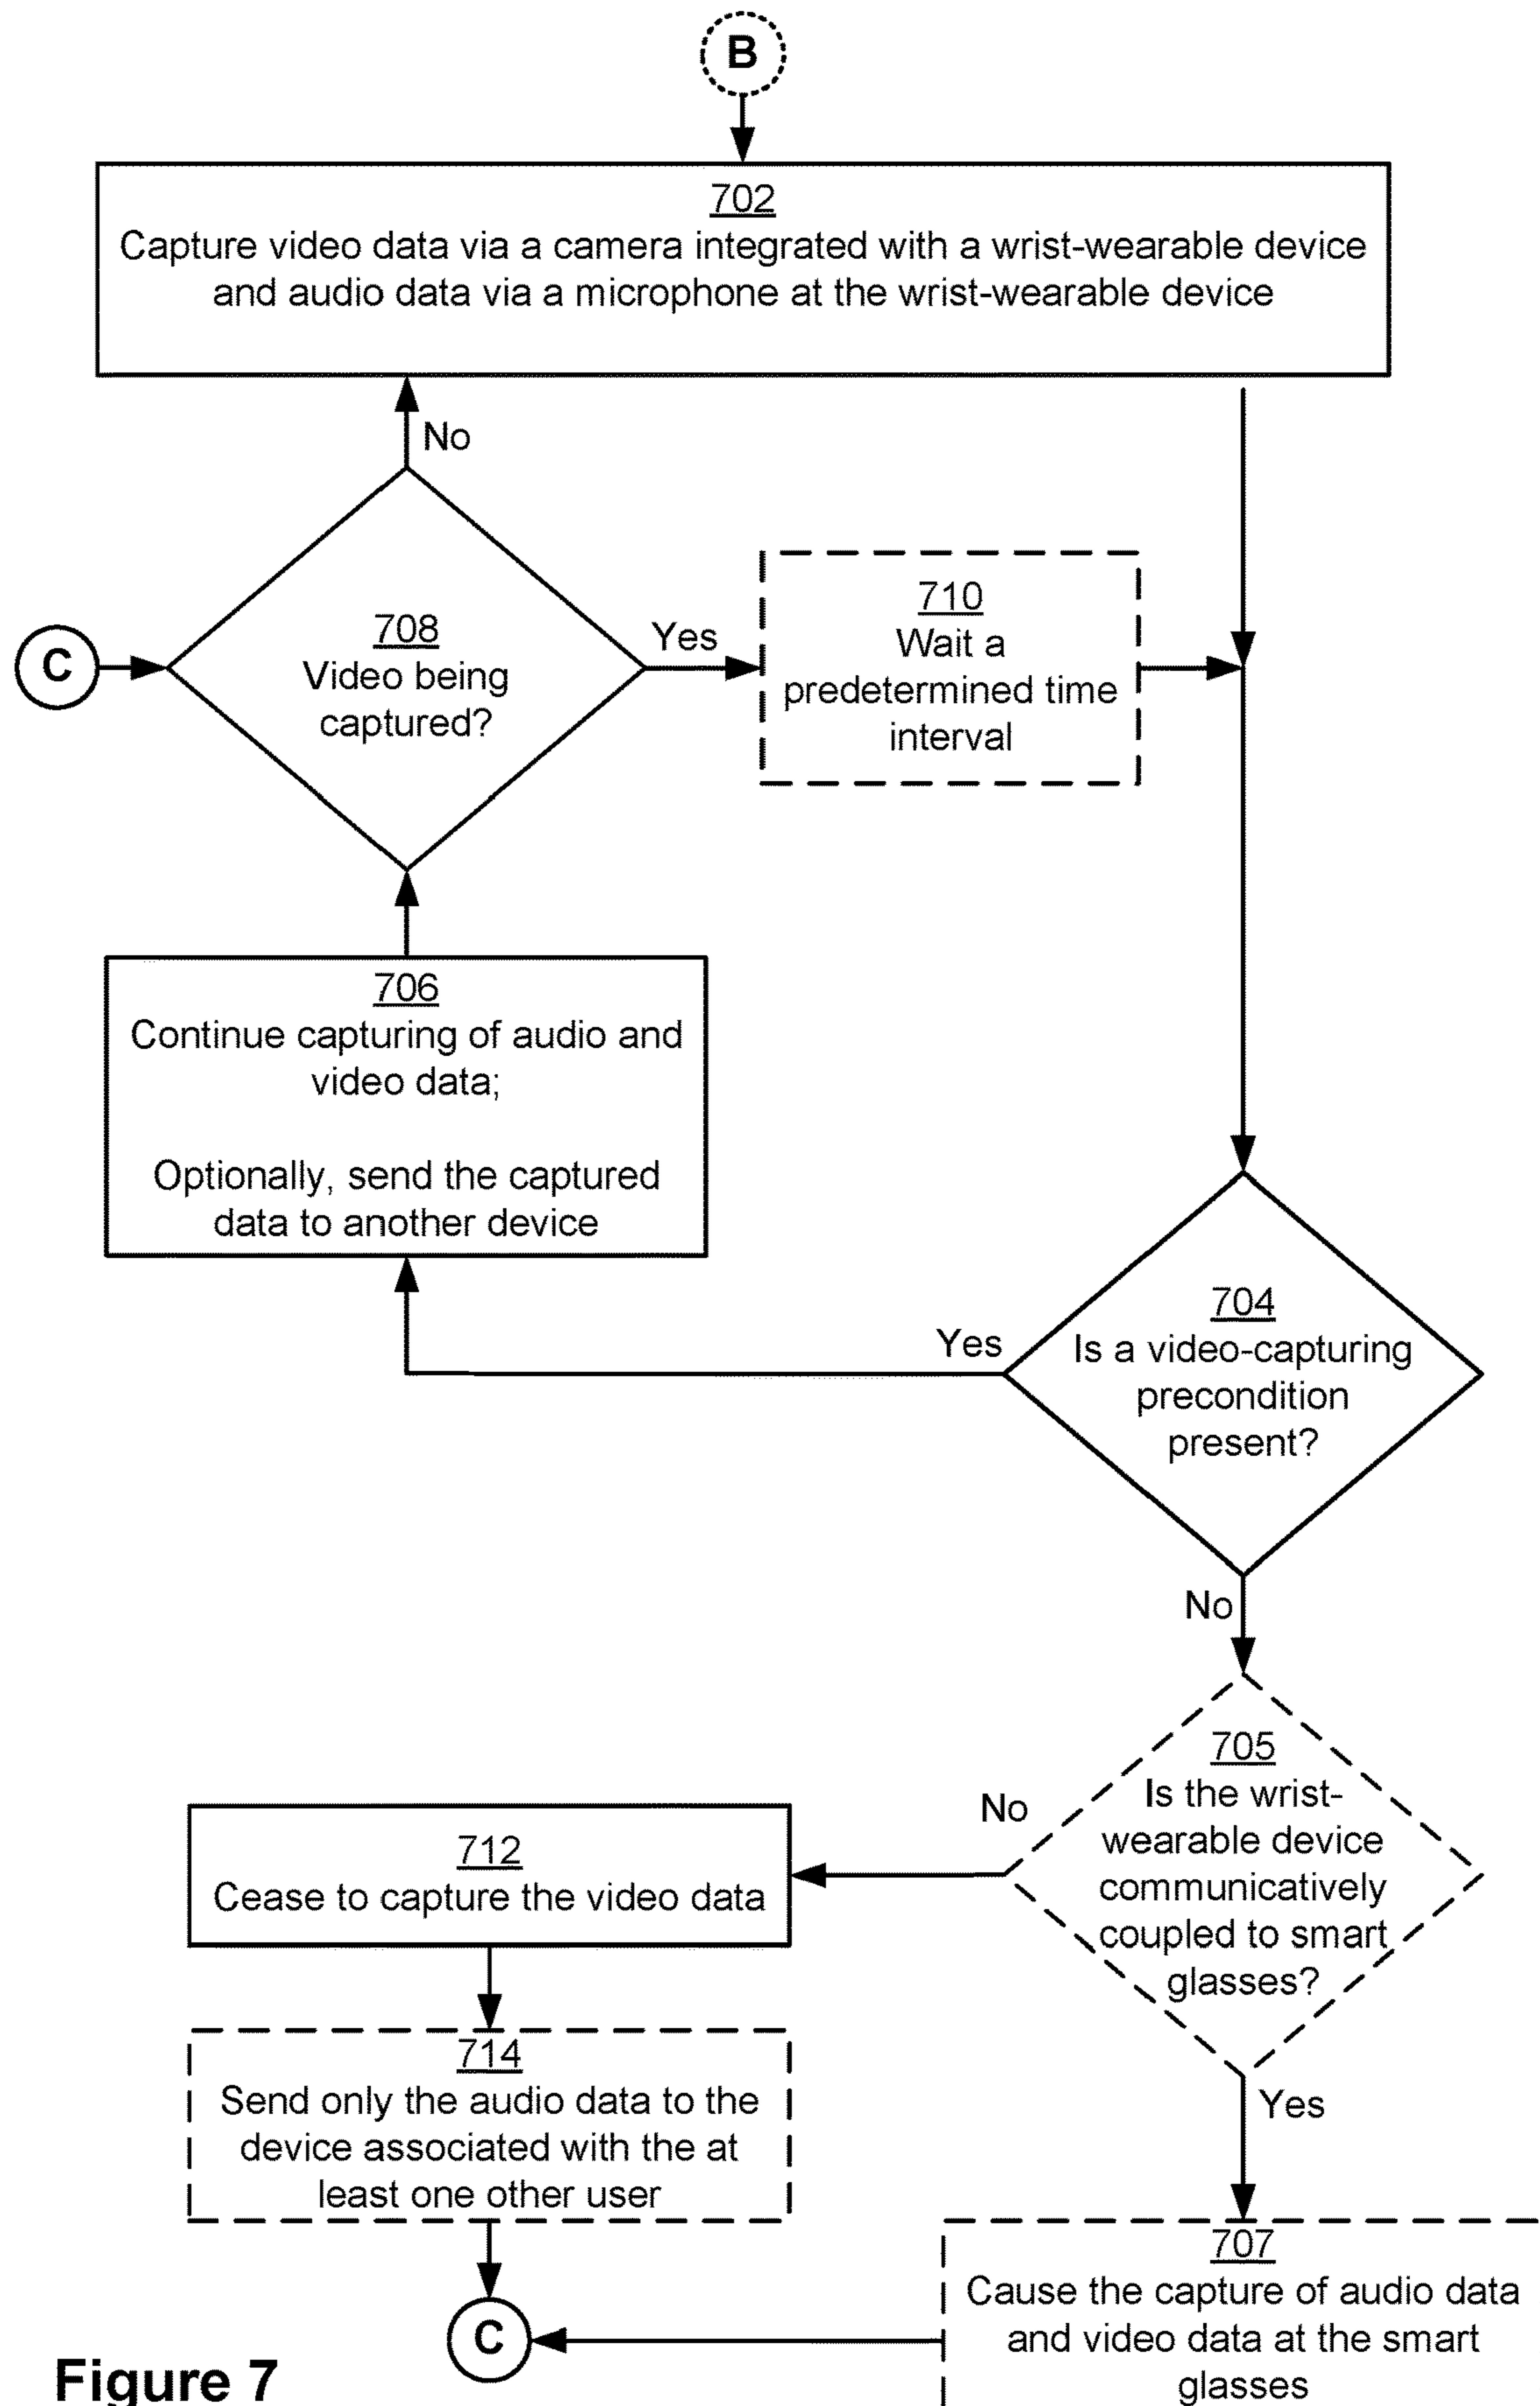 B
702
Capture video data via a camera integrated with a wrist-wearable device
and audio data via a microphone at the wrist-wearable device
No
708
Video being
captured?
C
Yes
710
Wait a
predetermined time
interval
706
Continue capturing of audio and
video data;
Optionally, send the captured
data to another device
Yes
704
Is a video-capturing
precondition
present?
No
705
Is the wrist-
wearable device
communicatively
coupled to smart
glasses?
No
712
Cease to capture the video data
714
Send only the audio data to the
device associated with the at
least one other user
Yes
707
Cause the capture of audio data
and video data at the smart
glasses
C
Figure 7